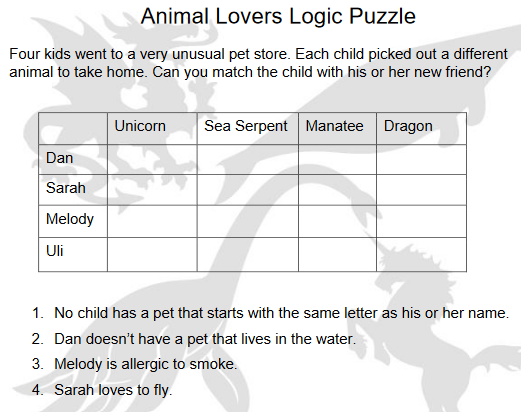 Animal Lovers Logic Puzzle
Four kids went to a very unusual pet store. Each child picked out a different
animal to take home. Can you match the child with his or her new friend?
Unicorn Sea Serpent Manatee Dragon
Dan
Sarah
Melody
Uli
1. No child has a pet that starts with the same letter as his or her name.
2. Dan doesn't have a pet that lives in the water.
3. Melody is allergic to smoke.
4. Sarah loves to fly.